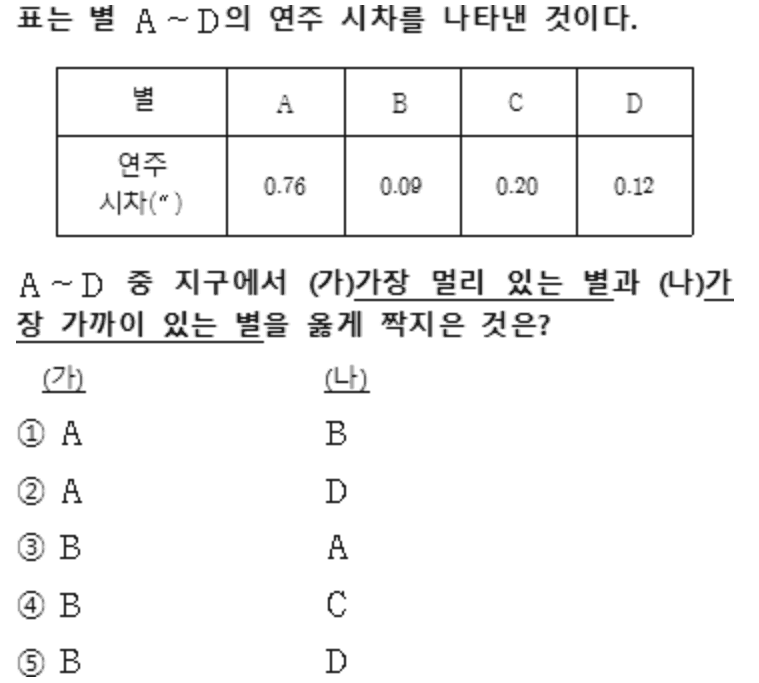 표는 별 A ~ D의 연주 시차를 나타낸 것이다.
별 A B C D
연주
시차(″) 0.76 0.09 0.20 0.12
A ~ D 중 지구에서 (가)가장 멀리 있는 별과 (나)가
장 가까이 있는 별을 옳게 짝지은 것은?
(가) (나)
① A B
② A D
③ B A
④ B C
⑤ B D